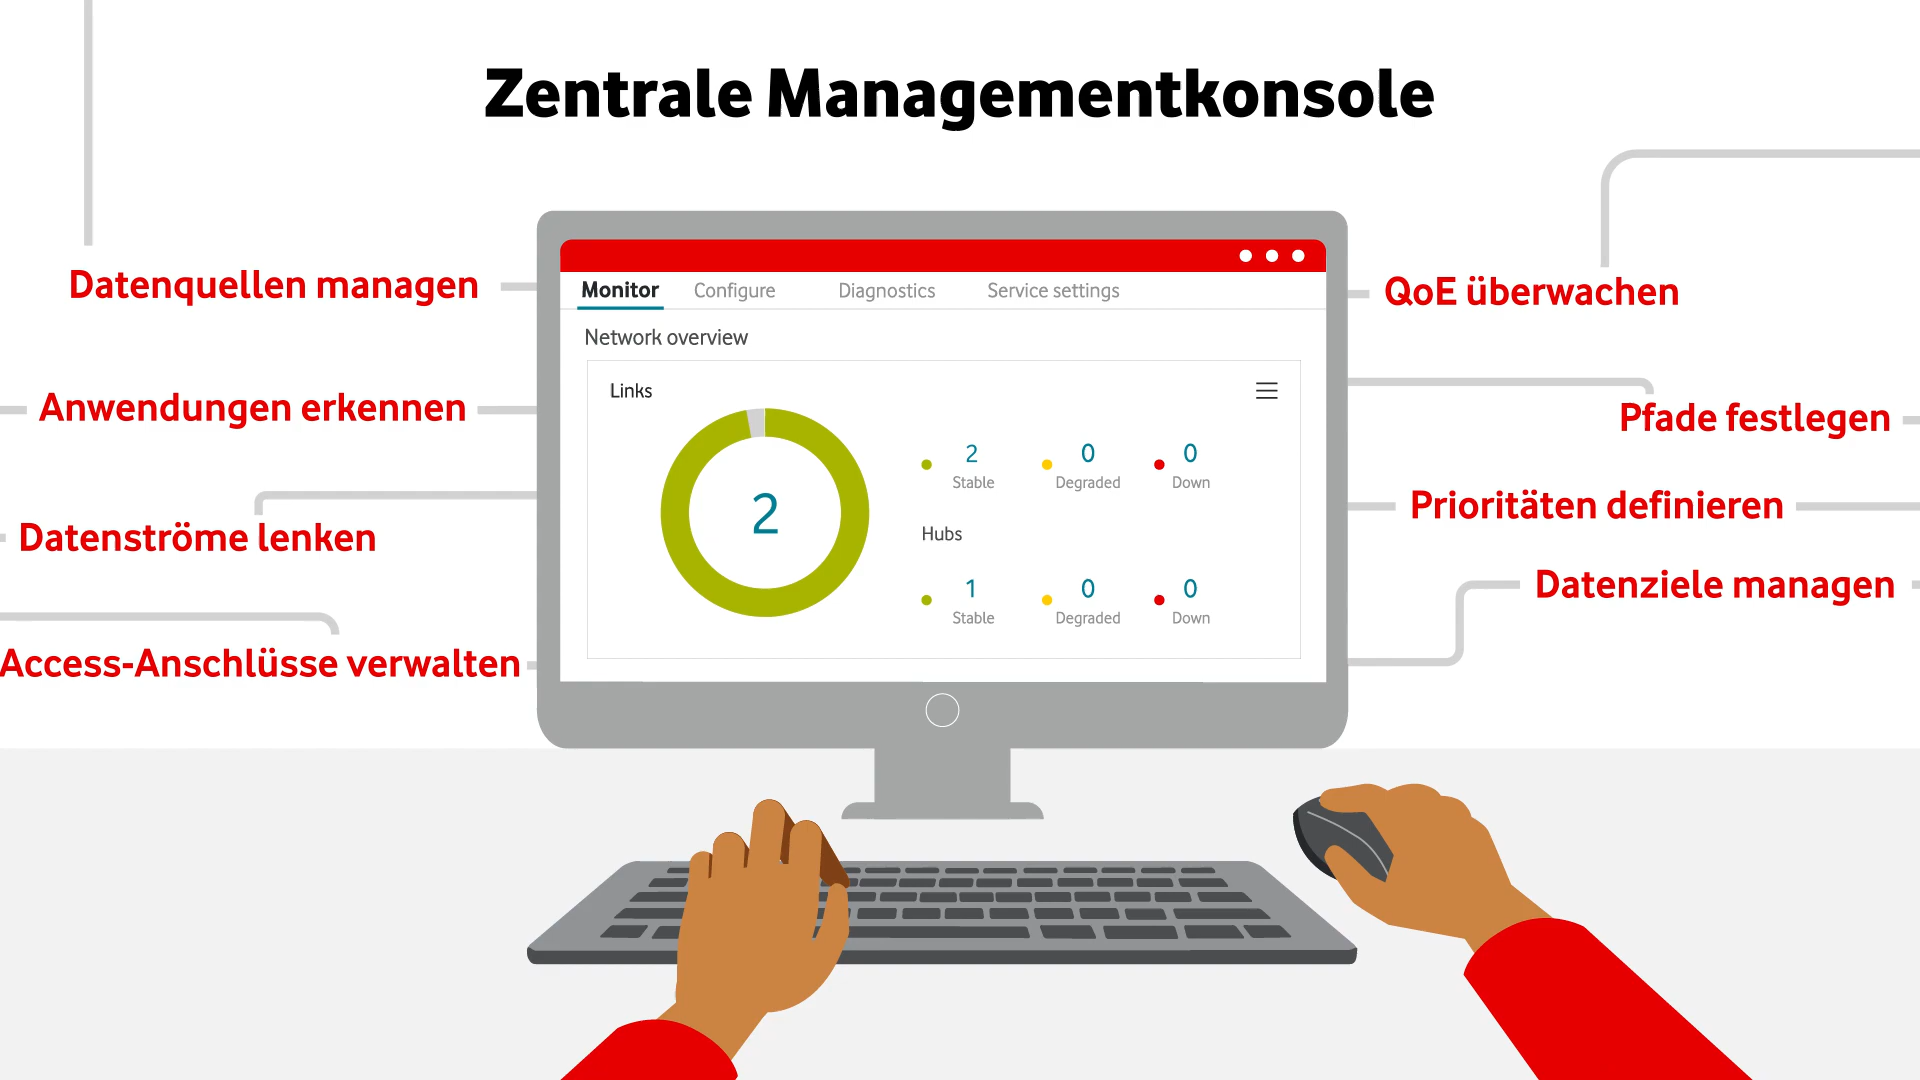 Zentrale Managementkonsole
Datenquellen managen
Anwendungen erkennen
Datenströme lenken
Access-Anschlüsse verwalten
Monitor
Configure
Diagnostics
Service settings
Network overview
Links
2
2
0
0
Stable
Degraded
Down
Hubs
1
0
0
Stable
Degraded
Down
QoE überwachen
Pfade festlegen
Prioritäten definieren
Datenziele managen